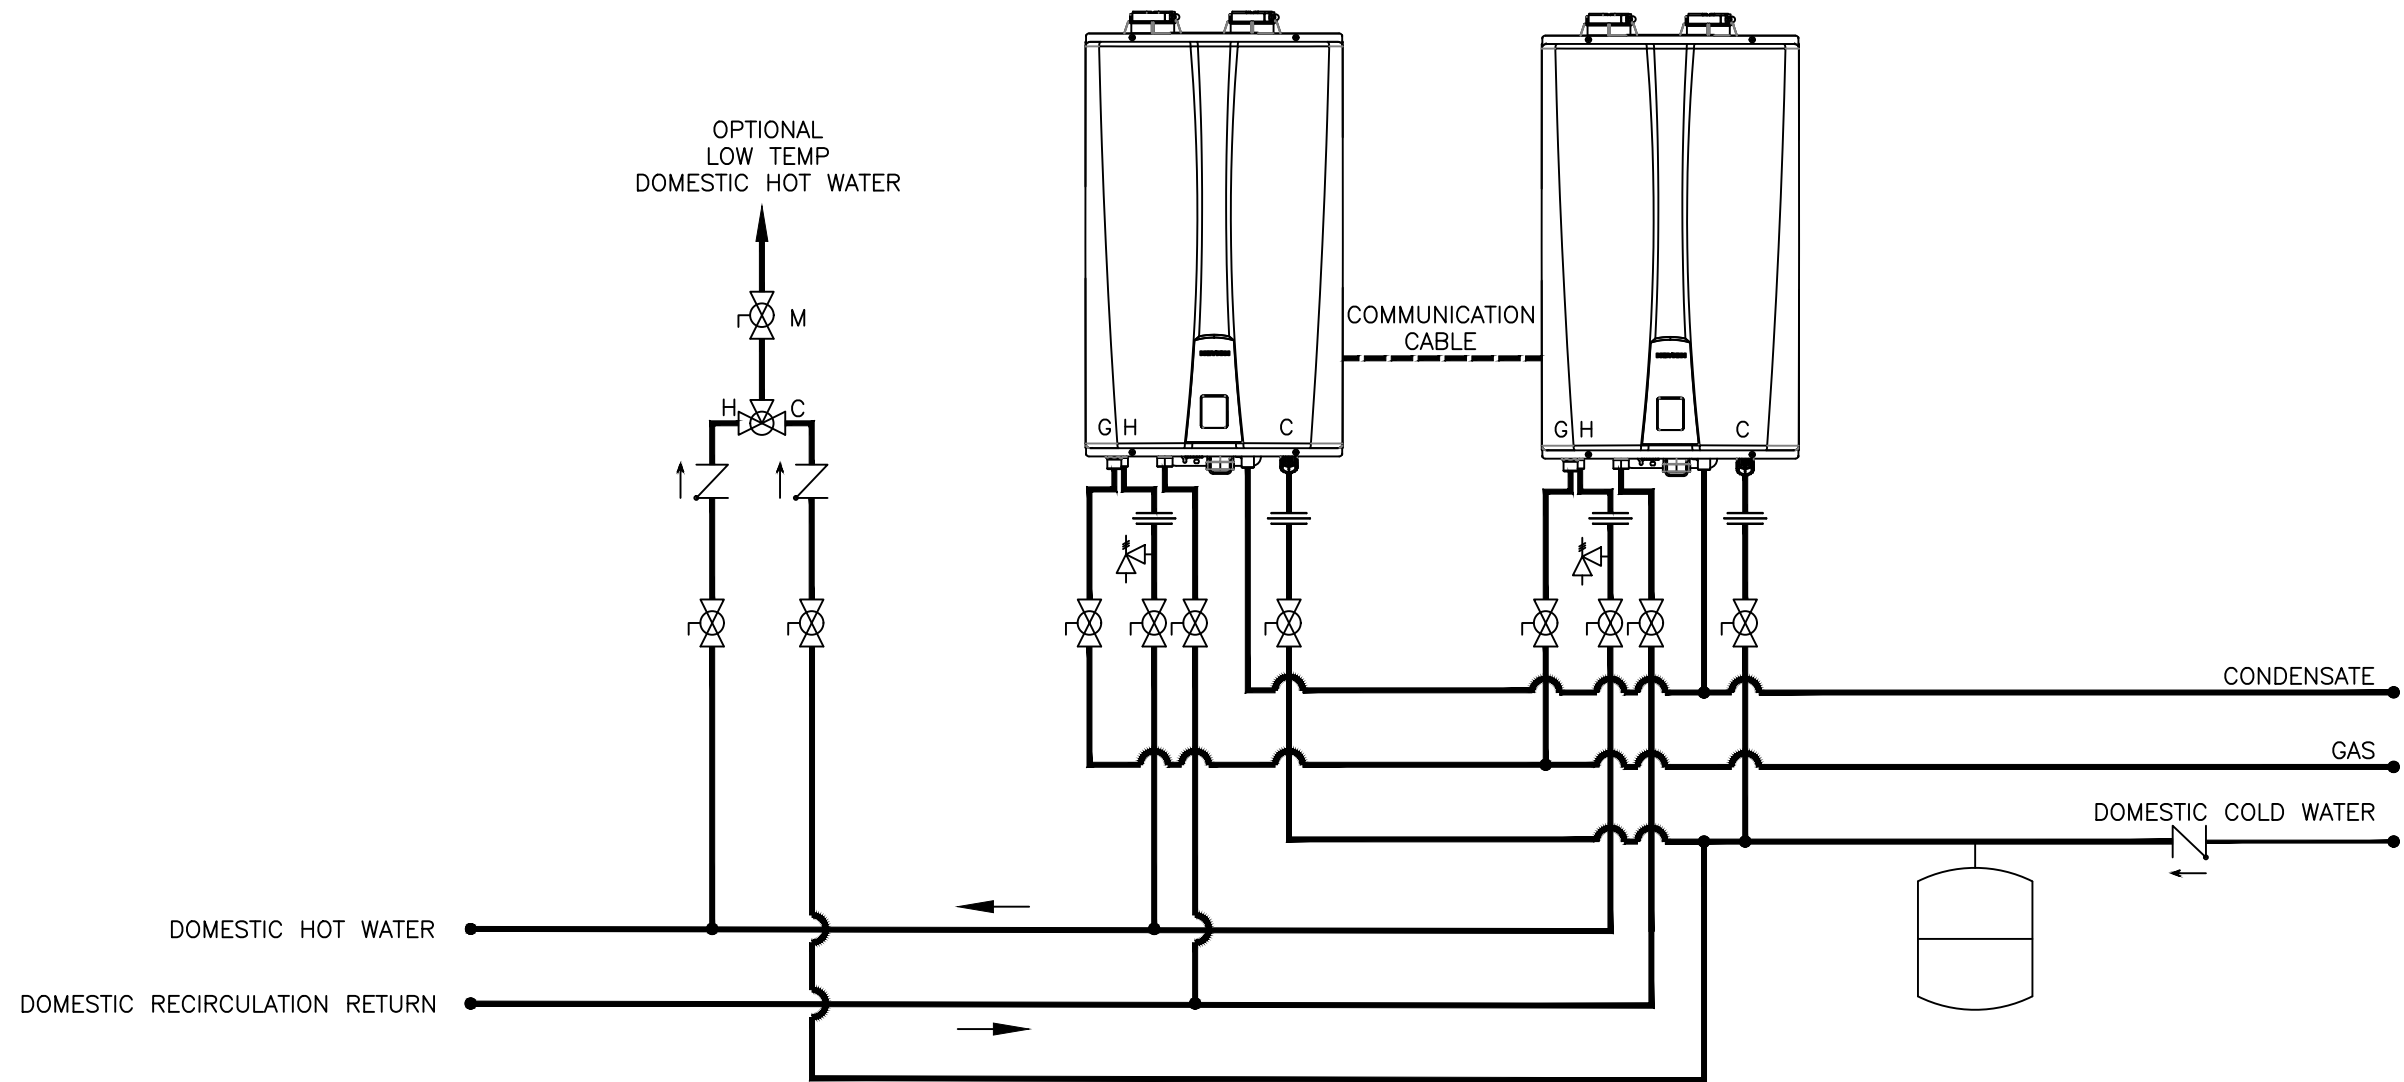 OPTIONAL
LOW TEMP
DOMESTIC HOT WATER
M
H C
COMMUNICATION
CABLE
G H C
G H C
CONDENSATE
GAS
DOMESTIC COLD WATER
DOMESTIC HOT WATER
DOMESTIC RECIRCULATION RETURN